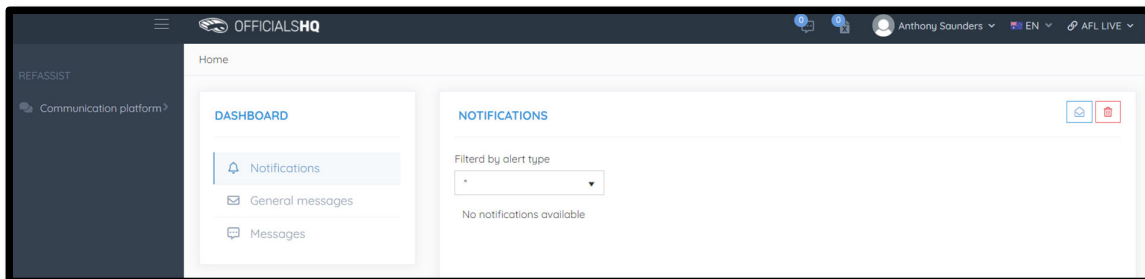 OFFICIALSHQ
0
0
Anthony Saunders
EN
AFL LIVE
REFASSIST
Communication platform
Home
DASHBOARD
Notifications
General messages
Messages
NOTIFICATIONS
Filterd by alert type
*
No notifications available